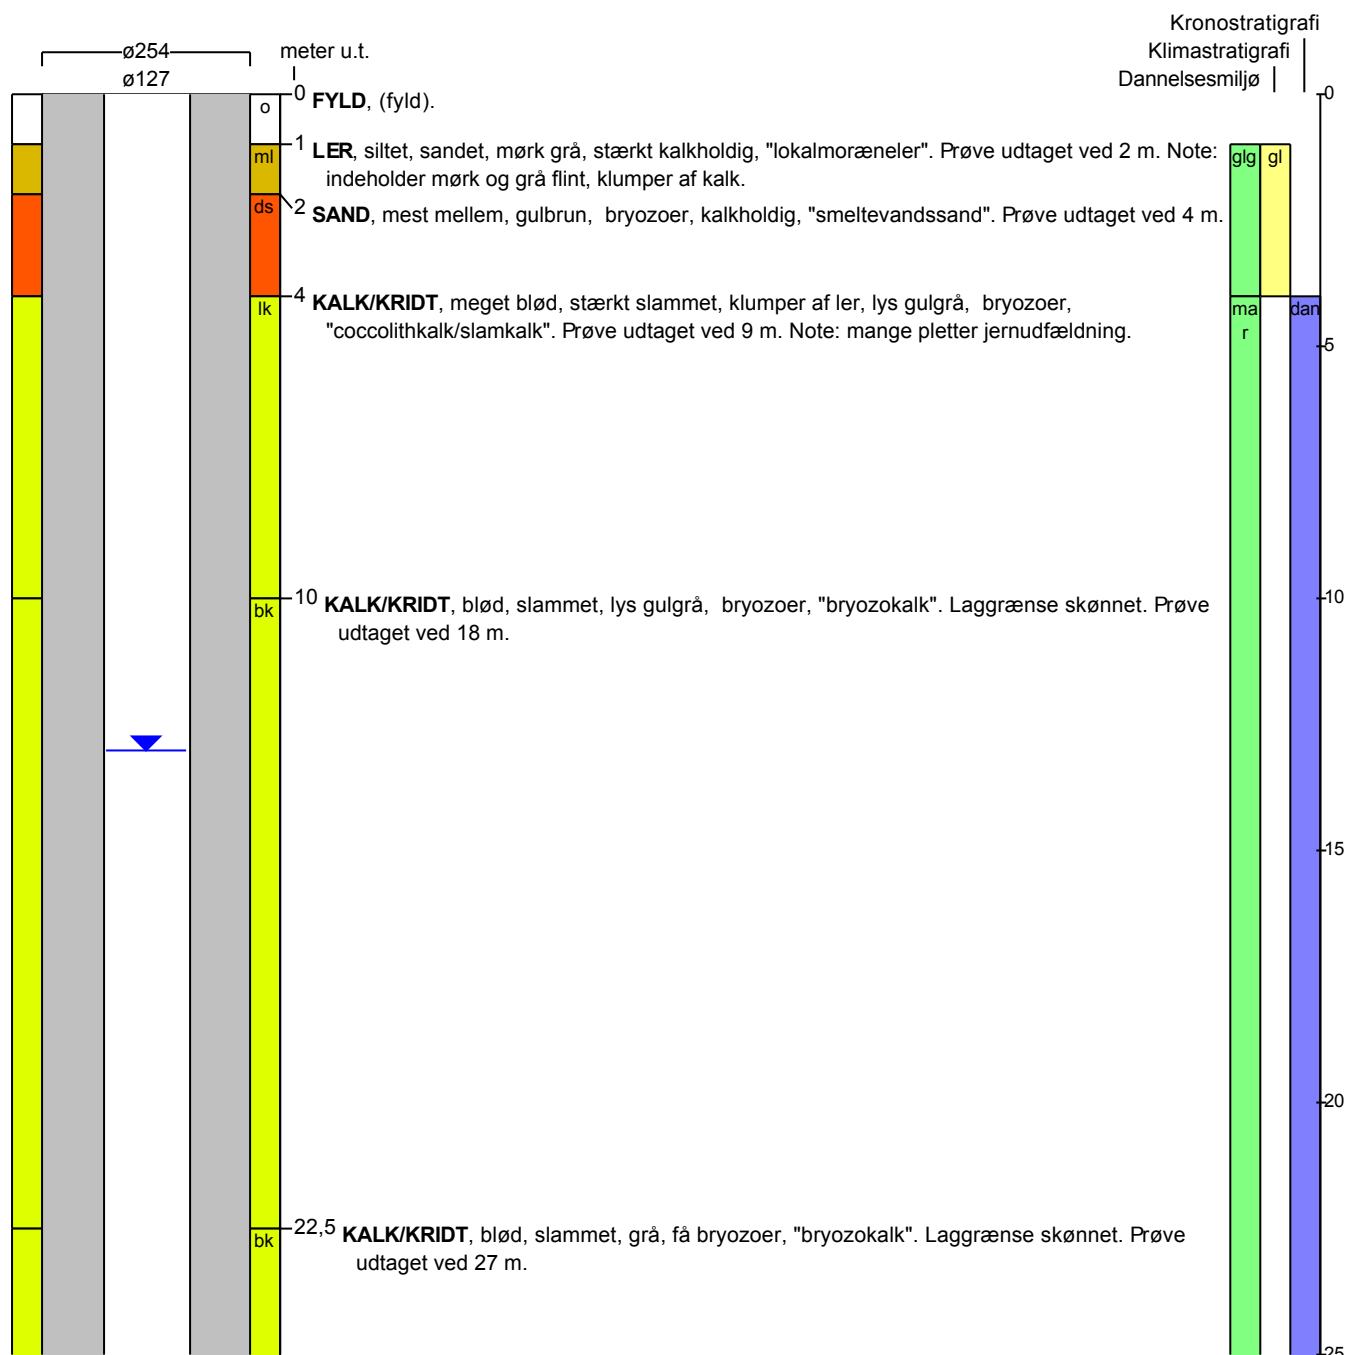 Kronostratigrafi
ø254 meter u.t. Klimastratigrafi
ø127 Dannelsesmiljø
o 0 FYLD, (fyld). 0
ml 1 LER, siltet, sandet, mørk grå, stærkt kalkholdig, "lokalmoræneler". Prøve udtaget ved 2 m. Note: glg gl
indeholder mørk og grå flint, klumper af kalk.
ds 2 SAND, mest mellem, gulbrun, bryozoer, kalkholdig, "smeltevandssand". Prøve udtaget ved 4 m.
lk 4 KALK/KRIDT, meget blød, stærkt slammet, klumper af ler, lys gulgrå, bryozoer, ma dan
"coccolithkalk/slamkalk". Prøve udtaget ved 9 m. Note: mange pletter jernudfældning. r 5
bk 10 KALK/KRIDT, blød, slammet, lys gulgrå, bryozoer, "bryozokalk". Laggrænse skønnet. Prøve 10
udtaget ved 18 m.
15
20
bk 22,5 KALK/KRIDT, blød, slammet, grå, få bryozoer, "bryozokalk". Laggrænse skønnet. Prøve
udtaget ved 27 m.
25